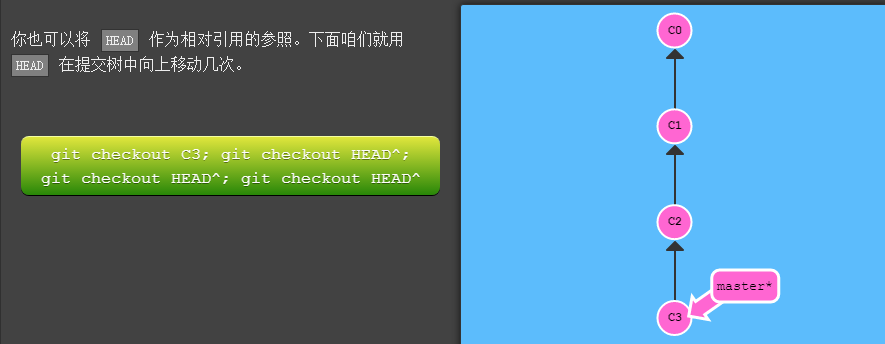 你也可以将 HEAD 作为相对引用的参照。下面咱们就用
HEAD 在提交树中向上移动几次。
git checkout C3; git checkout HEAD^;
git checkout HEAD^; git checkout HEAD^
C0
C1
C2
master*
C3